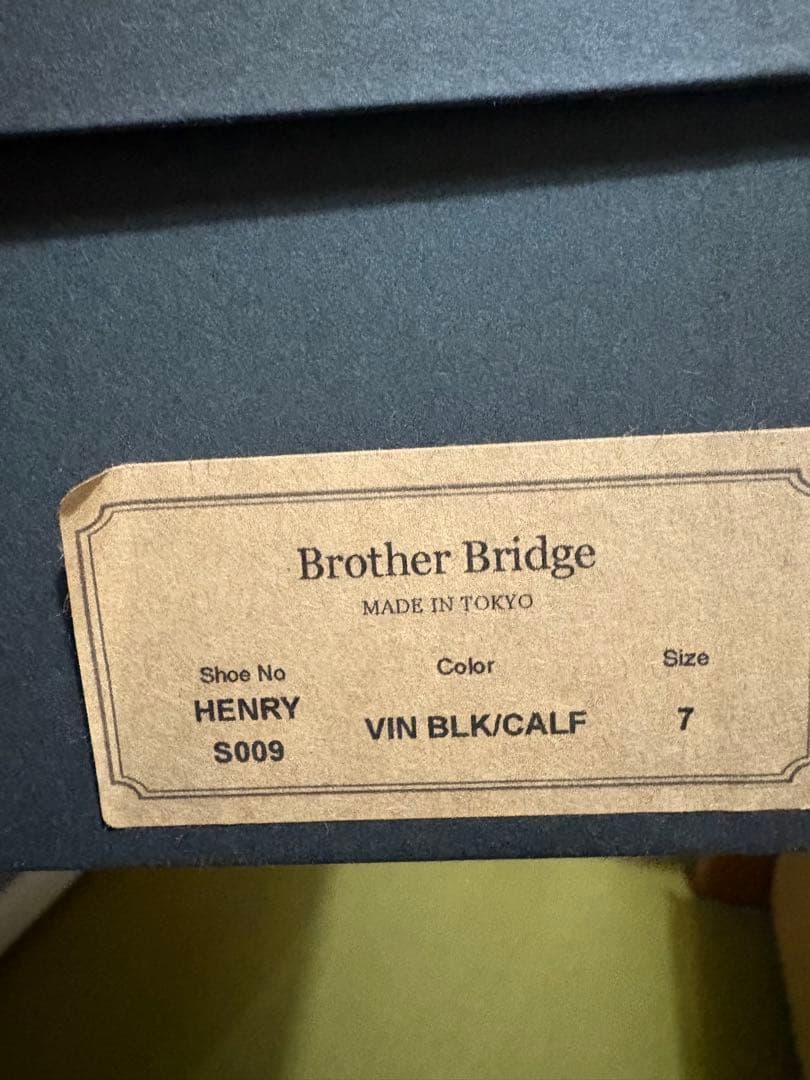 Brother Bridge
MADE IN TOKYO
Shoe No Color Size
HENRY S009 VIN BLK/CALF 7